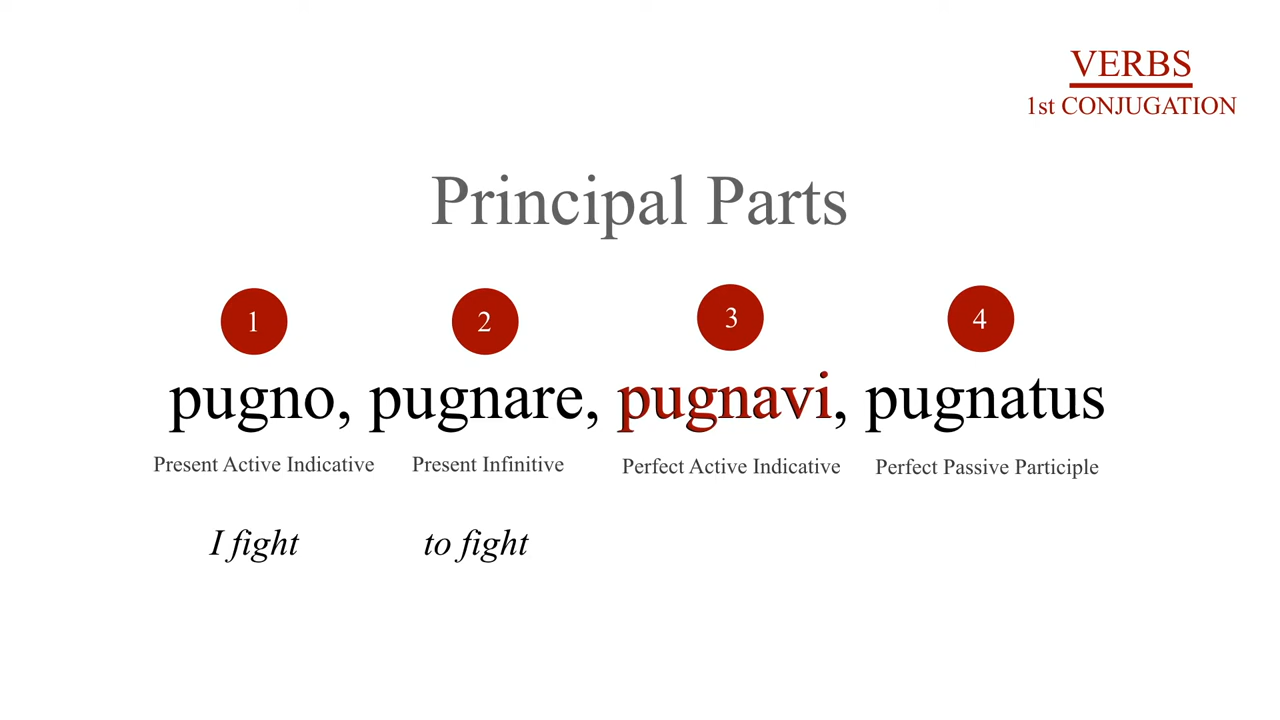 VERBS
1st CONJUGATION
Principal Parts
1 2 3 4
pugno, pugnare, pugnavi, pugnatus
Present Active Indicative Present Infinitive Perfect Active Indicative Perfect Passive Participle
I fight to fight